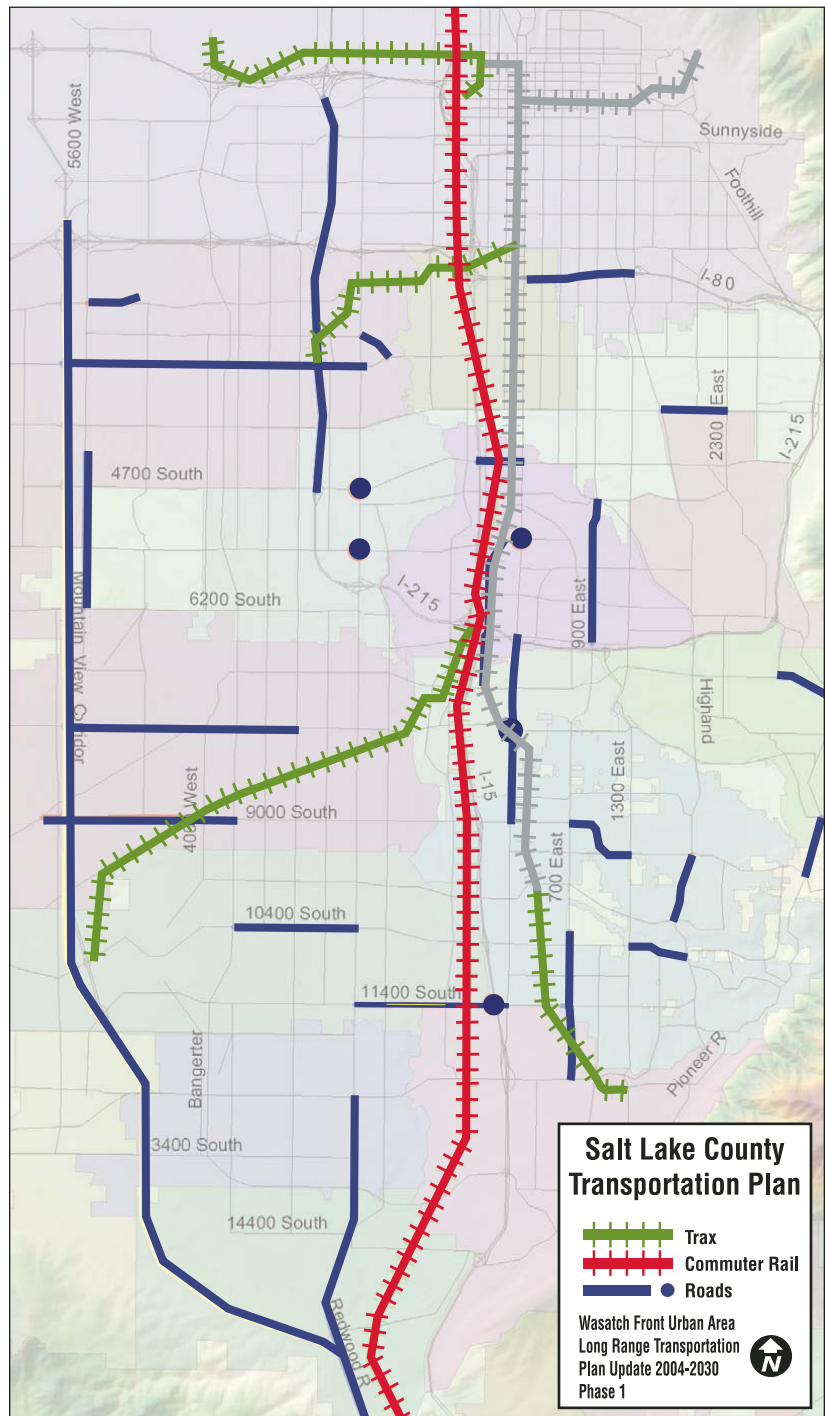 5600 West
Sunnyside
Foothill
I-80
2300 East
I-215
4700 South
6200 South
I-215
900 East
Mountain View Corridor
Highand
1300 East
I-15
4000 West
9000 South
700 East
10400 South
11400 South
Bangerter
Pioneer R
3400 South
14400 South
Redwood R
Salt Lake County
Transportation Plan
Trax
Commuter Rail
Roads
Wasatch Front Urban Area
Long Range Transportation
Plan Update 2004-2030
Phase 1
N